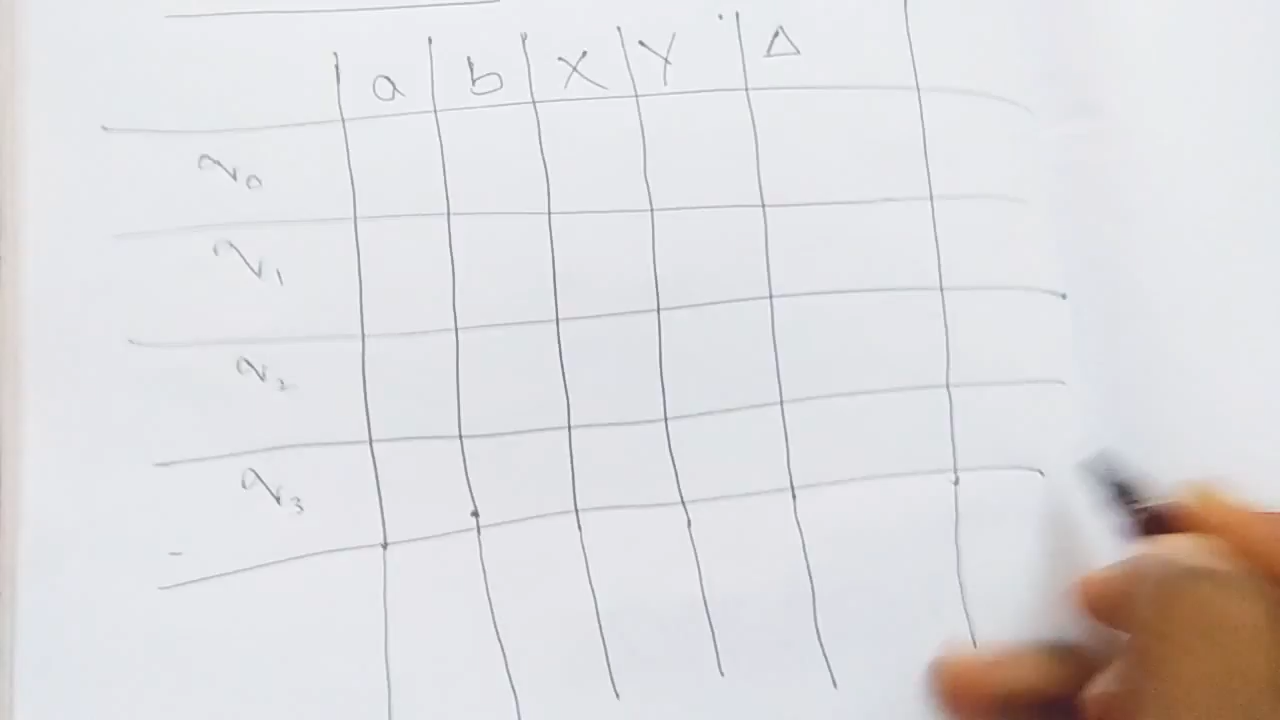 a b X Y Δ
q₀
q₁
q₂
q₃
-